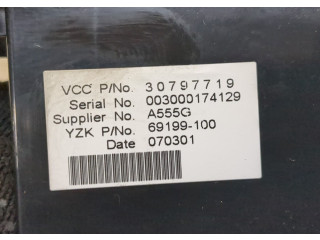 VCC P/No. 30797719
Serial No. 003000174129
Supplier No. A555G
YZK P/No. 69199-100
Date 070301